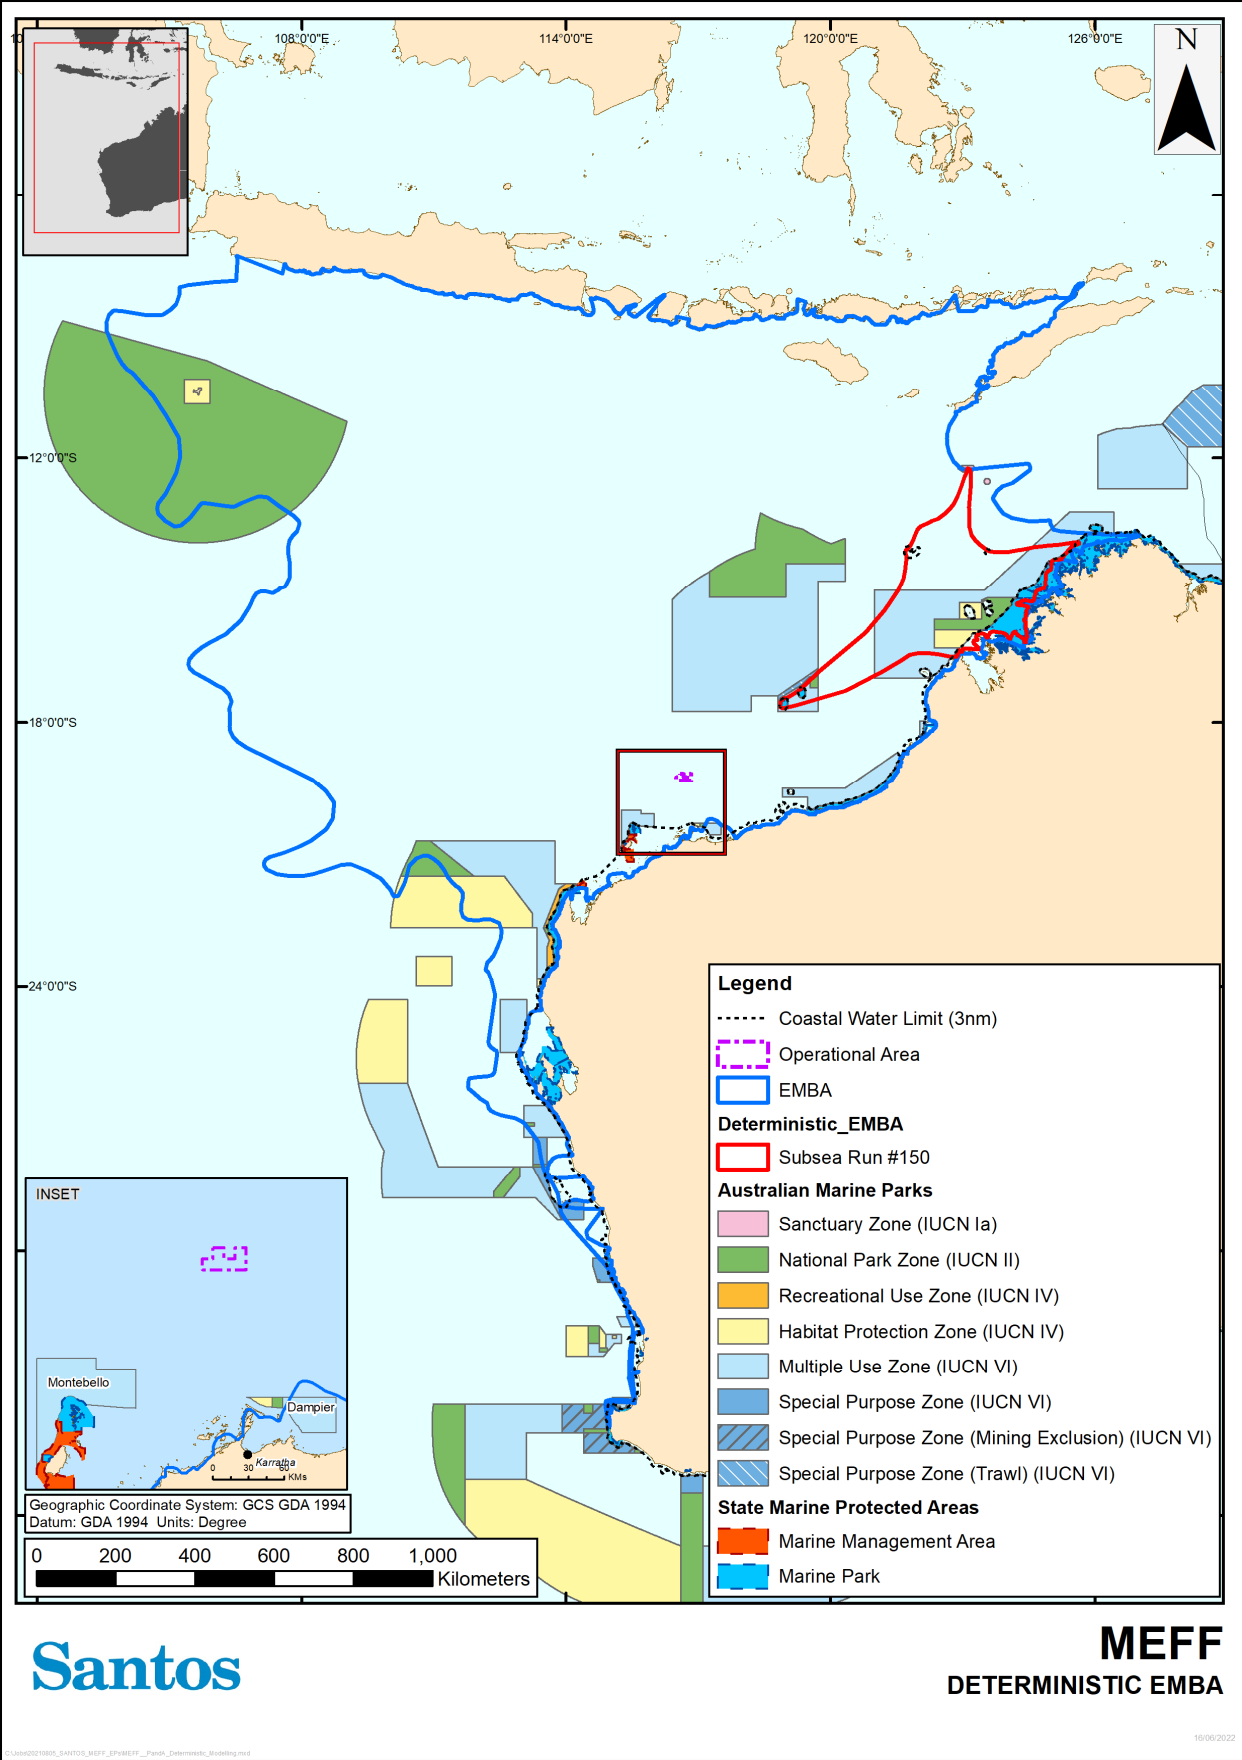 108°0'0"E
114°0'0"E
120°0'0"E
126°0'0"E
N
12°0'0"S
18°0'0"S
24°0'0"S
Legend
Coastal Water Limit (3nm)
Operational Area
EMBA
Deterministic_EMBA
Subsea Run #150
Australian Marine Parks
Sanctuary Zone (IUCN Ia)
National Park Zone (IUCN II)
Recreational Use Zone (IUCN IV)
Habitat Protection Zone (IUCN IV)
Multiple Use Zone (IUCN VI)
Special Purpose Zone (IUCN VI)
Special Purpose Zone (Mining Exclusion) (IUCN VI)
Special Purpose Zone (Trawl) (IUCN VI)
State Marine Protected Areas
Marine Management Area
Marine Park
INSET
Montebello
Dampier
Karratha
0 30 60
KMs
Geographic Coordinate System: GCS GDA 1994
Datum: GDA 1994 Units: Degree
0 200 400 600 800 1,000
Kilometers
Santos
MEFF
DETERMINISTIC EMBA
16/06/2022